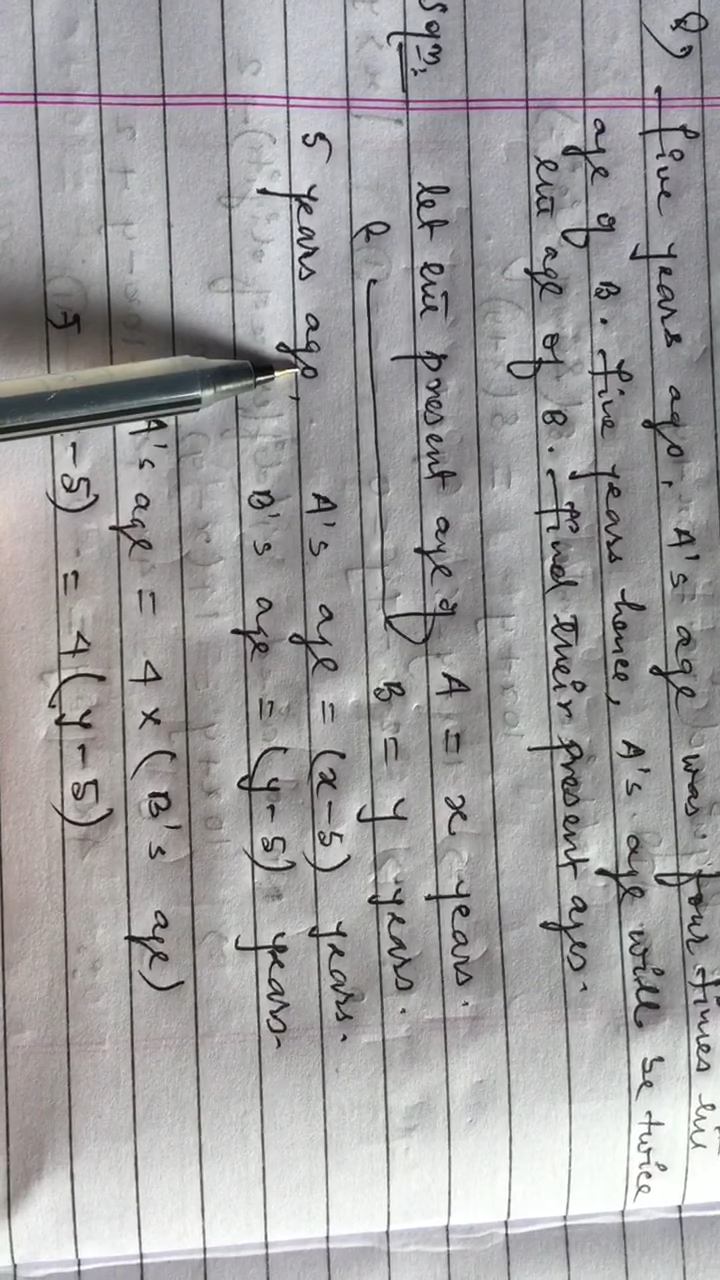 Q) Five years ago, A's age was four times the
age of B. Five years hence, A's age will be twice
the age of B. Find their present ages.
Soln:
let the present age of A = x years.
B = y years.
5 years ago, A's age = (x-5) years.
B's age = (y-5) years.
A's age = 4 x (B's age)
-5) = 4(y-5)